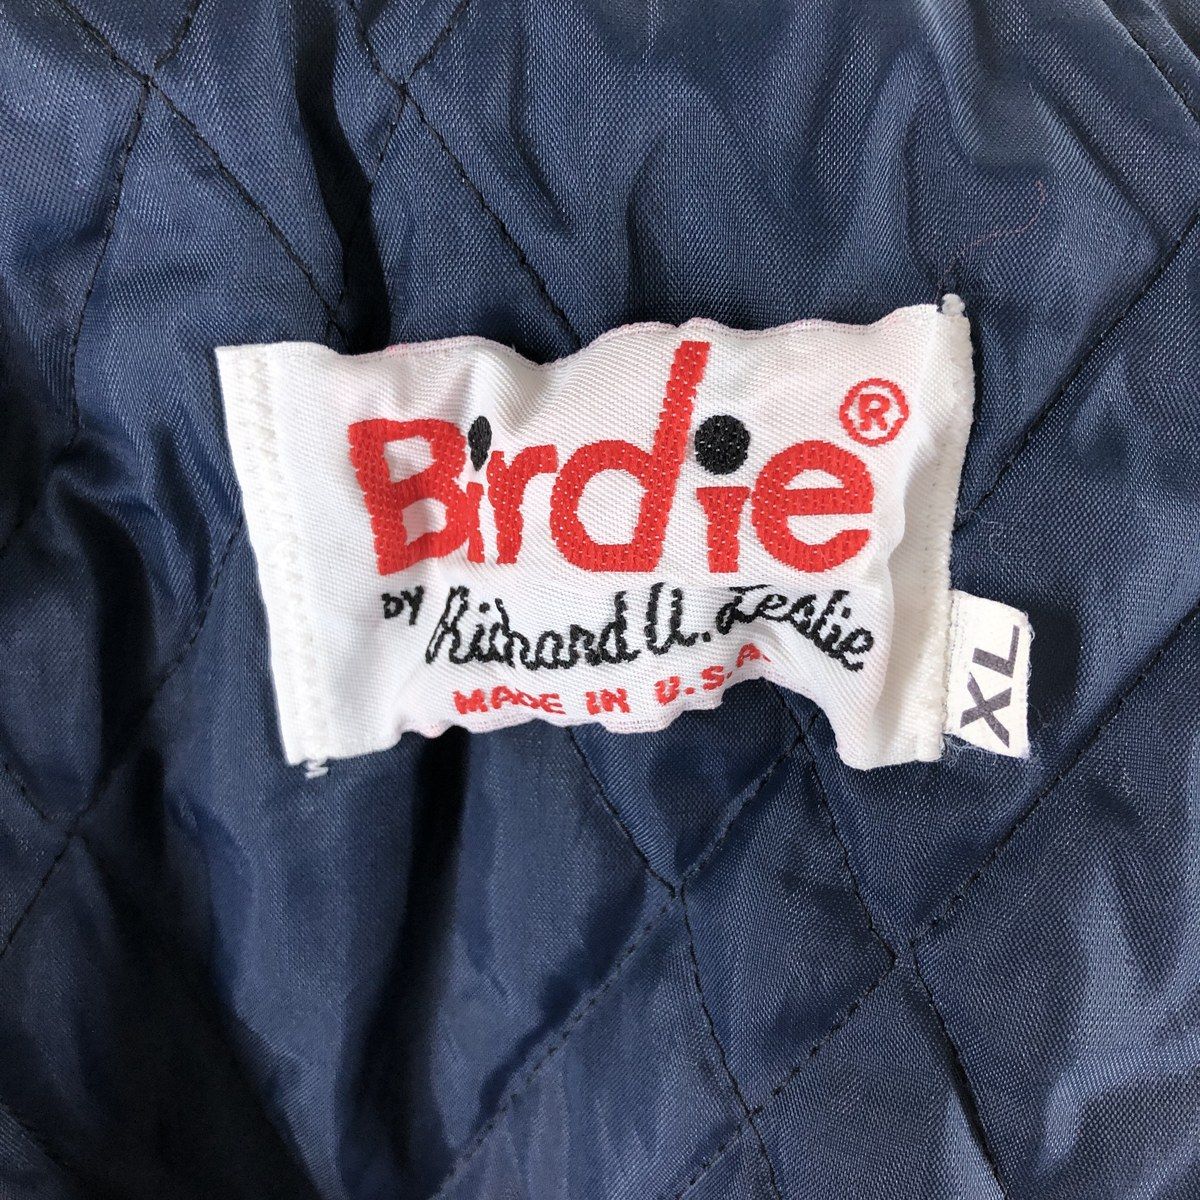 Birdie®
BY Richard A. Leslie
MADE IN U.S.A.
XL